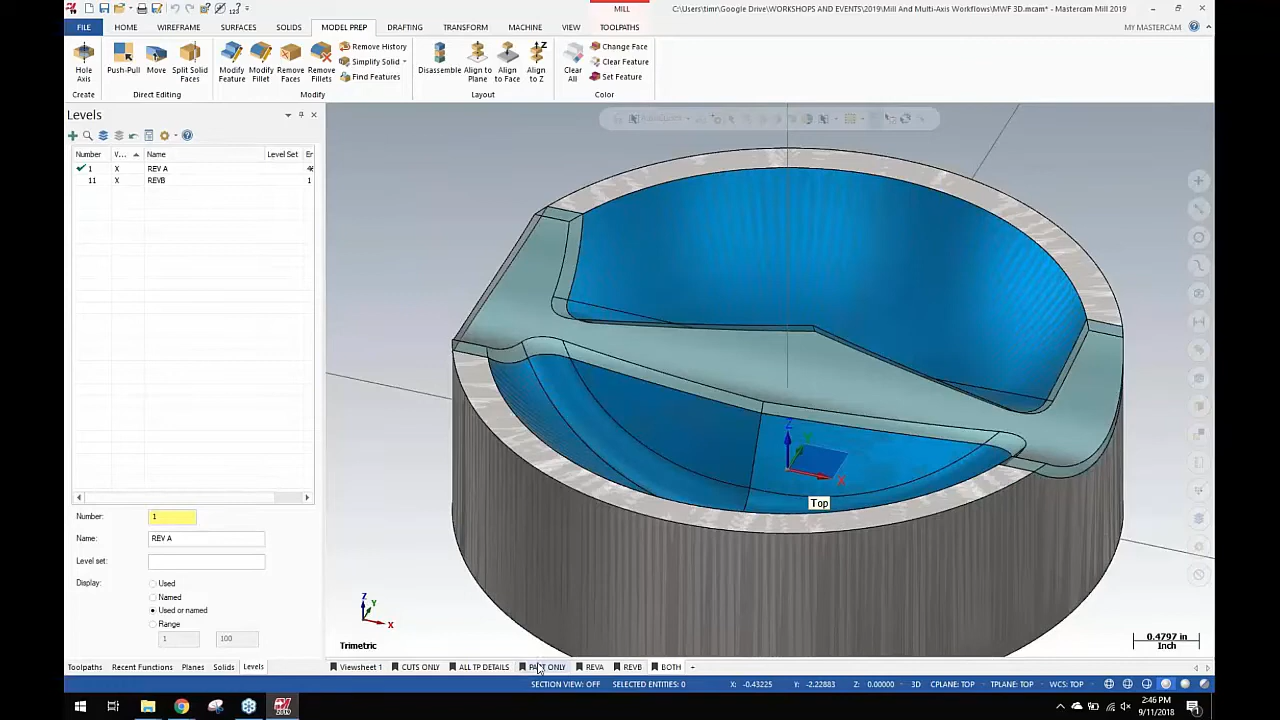 MILL
C:\Users\timr\Google Drive\WORKSHOPS AND EVENTS\2019\Mill And Multi-Axis Workflows\MWF 3D.mcam* - Mastercam Mill 2019
FILE HOME WIREFRAME SURFACES SOLIDS MODEL PREP DRAFTING TRANSFORM MACHINE VIEW TOOLPATHS MY MASTERCAM
Hole Axis
Push-Pull
Move
Split Solid Faces
Modify Feature
Modify Fillet
Remove Faces
Remove Fillets
Remove History
Simplify Solid
Find Features
Disassemble
Align to Plane
Align to Face
Align to Z
Clear All
Change Face
Clear Feature
Set Feature
Create Direct Editing Modify Layout Color
Levels
Number V... Name Level Set Er
1 X REV A
11 X REVB 1
Number: 1
Name: REV A
Level set:
Display: Used
Named
Used or named
Range
1 100
Z
Y
X
Top
Z
Y
X
Trimetric
0.4797 in
Inch
Toolpaths Recent Functions Planes Solids Levels
Viewsheet 1 CUTS ONLY ALL TP DETAILS PART ONLY REVA REVB BOTH +
SECTION VIEW: OFF SELECTED ENTITIES: 0 X: -0.43225 Y: -2.22883 Z: 0.00000 3D CPLANE: TOP TPLANE: TOP WCS: TOP
2:46 PM
9/11/2018